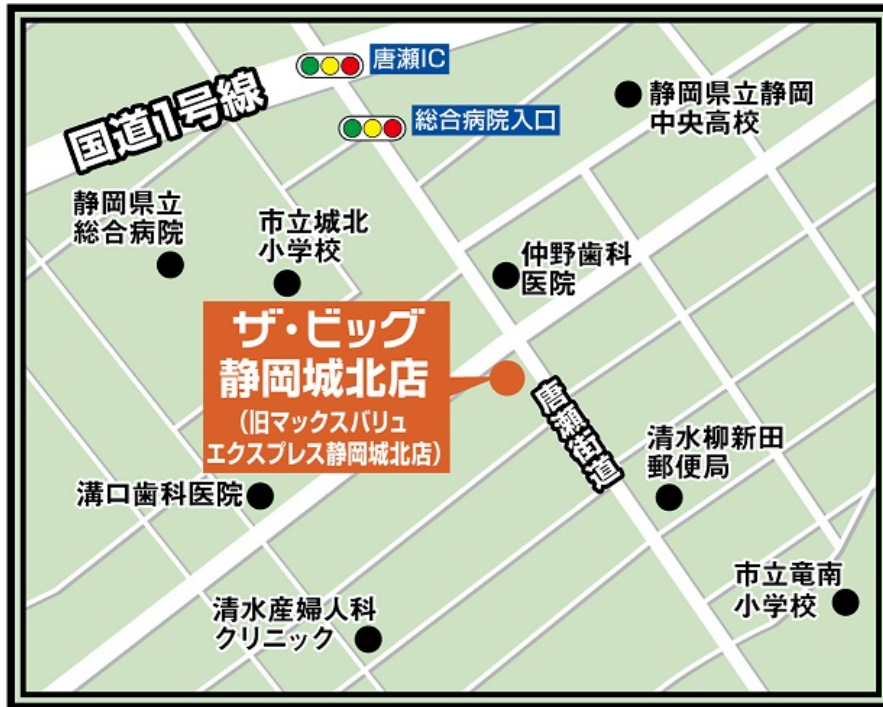 唐瀬IC
総合病院入口
国道1号線
静岡県立静岡
中央高校
静岡県立
総合病院
市立城北
小学校
仲野歯科
医院
ザ・ビッグ
静岡城北店
(旧マックスバリュ
エクスプレス静岡城北店)
唐瀬街道
清水柳新田
郵便局
溝口歯科医院
市立竜南
小学校
清水産婦人科
クリニック